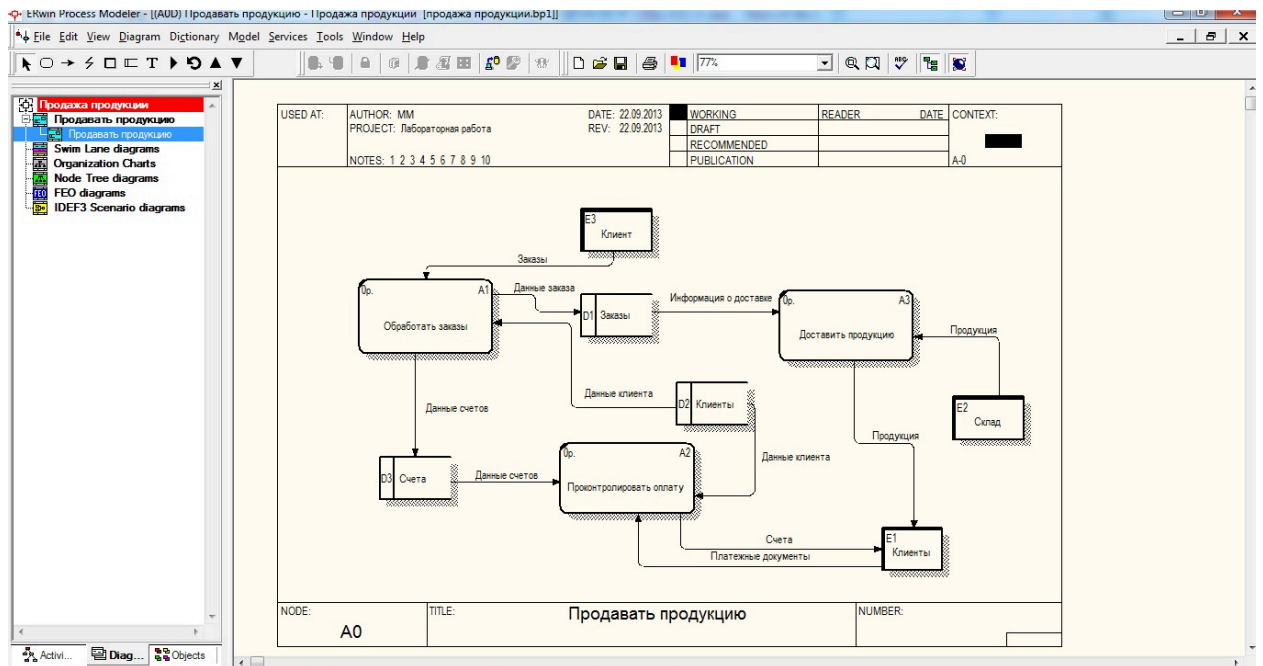 ERwin Process Modeler - [(A0D) Продавать продукцию - Продажа продукции [продажа продукции.bp1]]
File Edit View Diagram Dictionary Model Services Tools Window Help
77%
Продажа продукции
Продавать продукцию
Продавать продукцию
Swim Lane diagrams
Organization Charts
Node Tree diagrams
FEO diagrams
IDEF3 Scenario diagrams
Activi... Diag... Objects
USED AT: AUTHOR: MM DATE: 22.09.2013 WORKING READER DATE CONTEXT:
PROJECT: Лабораторная работа REV: 22.09.2013 DRAFT
RECOMMENDED
NOTES: 1 2 3 4 5 6 7 8 9 10 PUBLICATION A-0
E3
Клиент
Заказы
0р. A1
Обработать заказы
Данные заказа
D1 Заказы
Информация о доставке
0р. A3
Доставить продукцию
Продукция
Данные клиента
D2 Клиенты
E2
Склад
Данные счетов
Продукция
0р. A2
Проконтролировать оплату
Данные клиента
D3 Счета
Данные счетов
Счета
Платежные документы
E1
Клиенты
NODE: TITLE: Продавать продукцию NUMBER:
A0